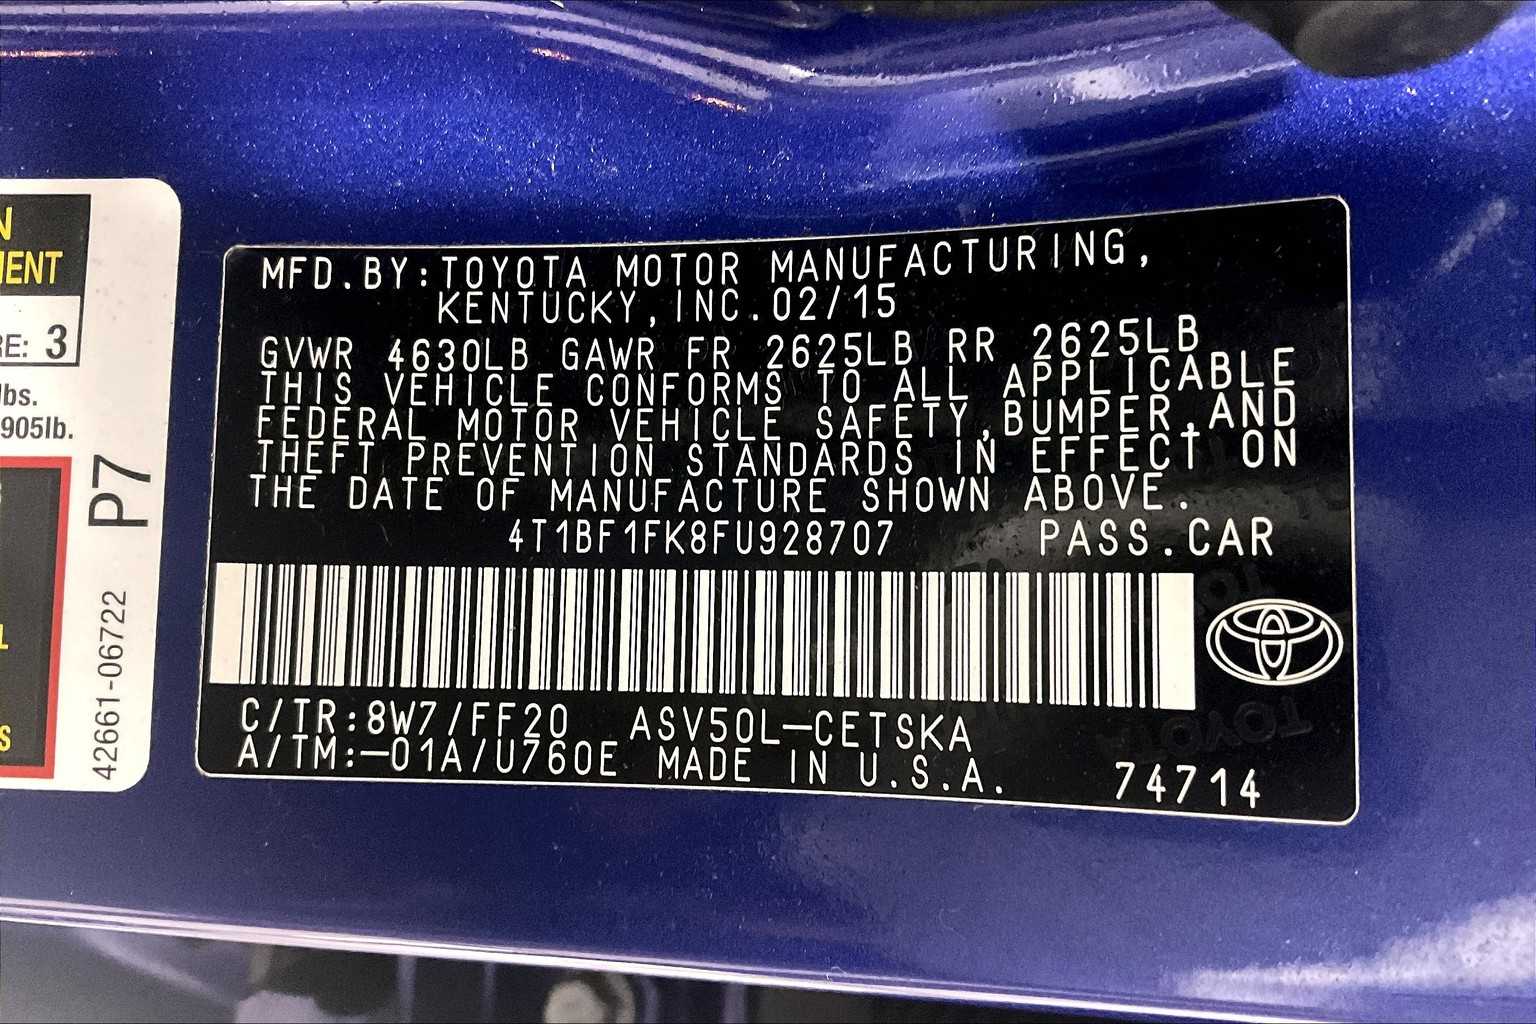 N
MENT
RE: 3
lbs.
905lb.
P7
42661-06722
L
S
MFD.BY:TOYOTA MOTOR MANUFACTURING,
KENTUCKY,INC.02/15
GVWR 4630LB GAWR FR 2625LB RR 2625LB
THIS VEHICLE CONFORMS TO ALL APPLICABLE
FEDERAL MOTOR VEHICLE SAFETY,BUMPER,AND
THEFT PREVENTION STANDARDS IN EFFECT ON
THE DATE OF MANUFACTURE SHOWN ABOVE.
4T1BF1FK8FU928707 PASS.CAR
C/TR:8W7/FF20 ASV50L-CETSKA
A/TM:-01A/U760E MADE IN U.S.A. 74714
TOYOTA